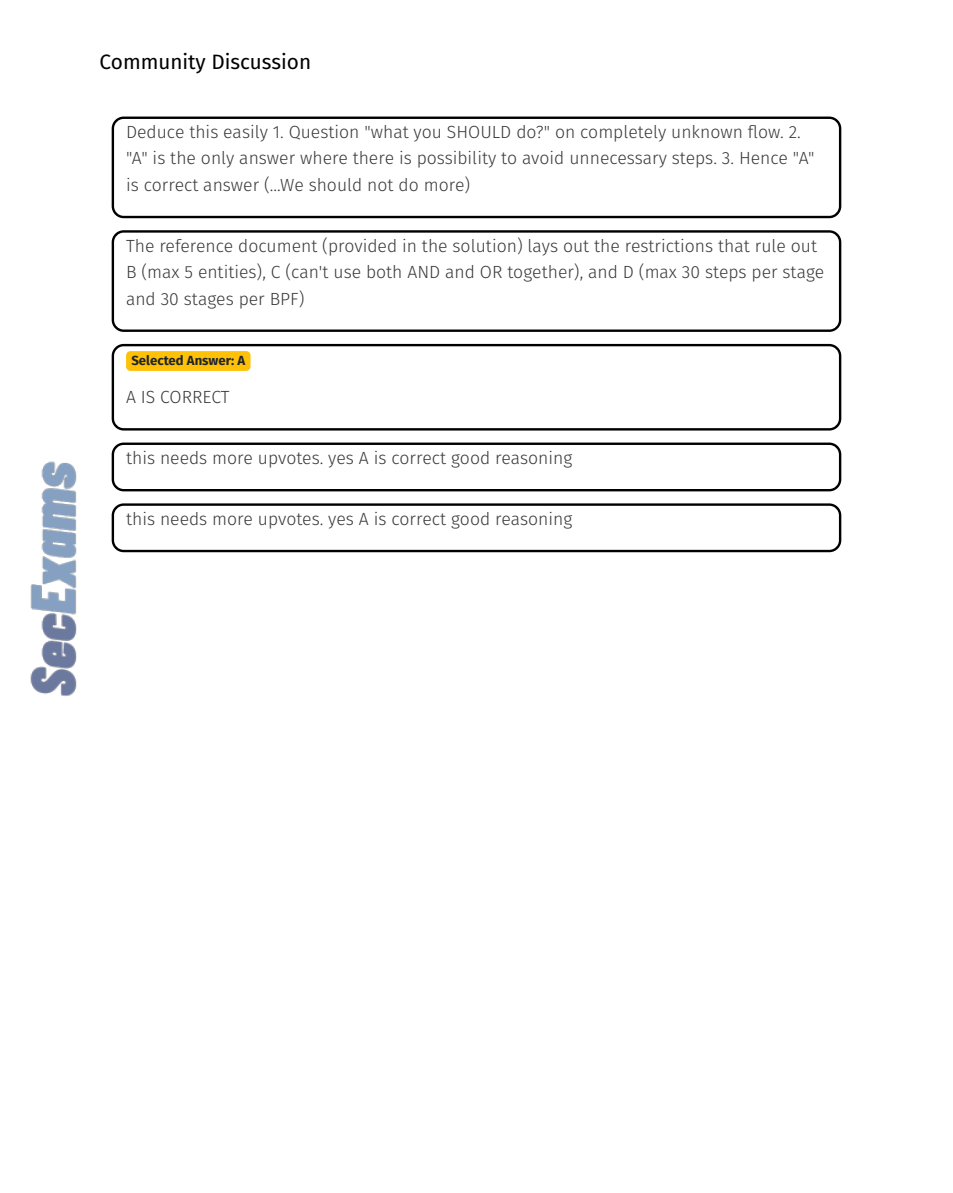 Community Discussion
Deduce this easily 1. Question "what you SHOULD do?" on completely unknown flow. 2.
"A" is the only answer where there is possibility to avoid unnecessary steps. 3. Hence "A"
is correct answer (...We should not do more)
The reference document (provided in the solution) lays out the restrictions that rule out
B (max 5 entities), C (can't use both AND and OR together), and D (max 30 steps per stage
and 30 stages per BPF)
Selected Answer: A
A IS CORRECT
this needs more upvotes. yes A is correct good reasoning
this needs more upvotes. yes A is correct good reasoning
SecExams